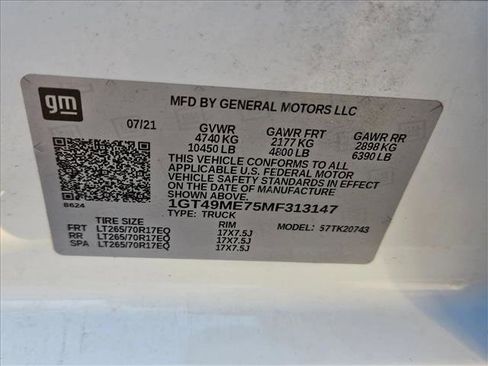 gm
MFD BY GENERAL MOTORS LLC
07/21 GVWR GAWR FRT GAWR RR
4740 KG 2177 KG 2898 KG
10450 LB 4800 LB 6390 LB
THIS VEHICLE CONFORMS TO ALL
APPLICABLE U.S. FEDERAL MOTOR
VEHICLE SAFETY STANDARDS IN EFFECT
ON THE DATE OF MANUFACTURE
SHOWN ABOVE.
8624 1GT49ME75MF313147
TYPE: TRUCK
TIRE SIZE RIM MODEL: 57TK20743
FRT LT265/70R17EQ 17X7.5J
RR LT265/70R17EQ 17X7.5J
SPA LT265/70R17EQ 17X7.5J